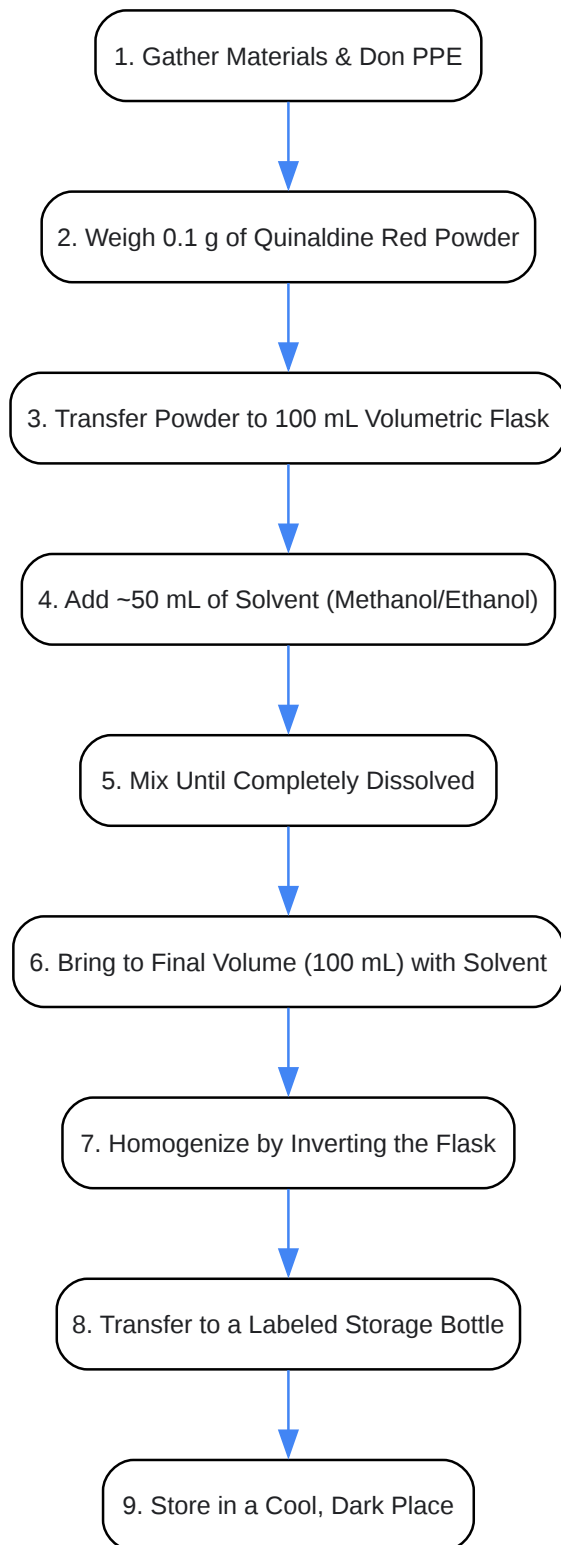 1. Gather Materials & Don PPE
2. Weigh 0.1 g of Quinaldine Red Powder
3. Transfer Powder to 100 mL Volumetric Flask
4. Add ~50 mL of Solvent (Methanol/Ethanol)
5. Mix Until Completely Dissolved
6. Bring to Final Volume (100 mL) with Solvent
7. Homogenize by Inverting the Flask
8. Transfer to a Labeled Storage Bottle
9. Store in a Cool, Dark Place